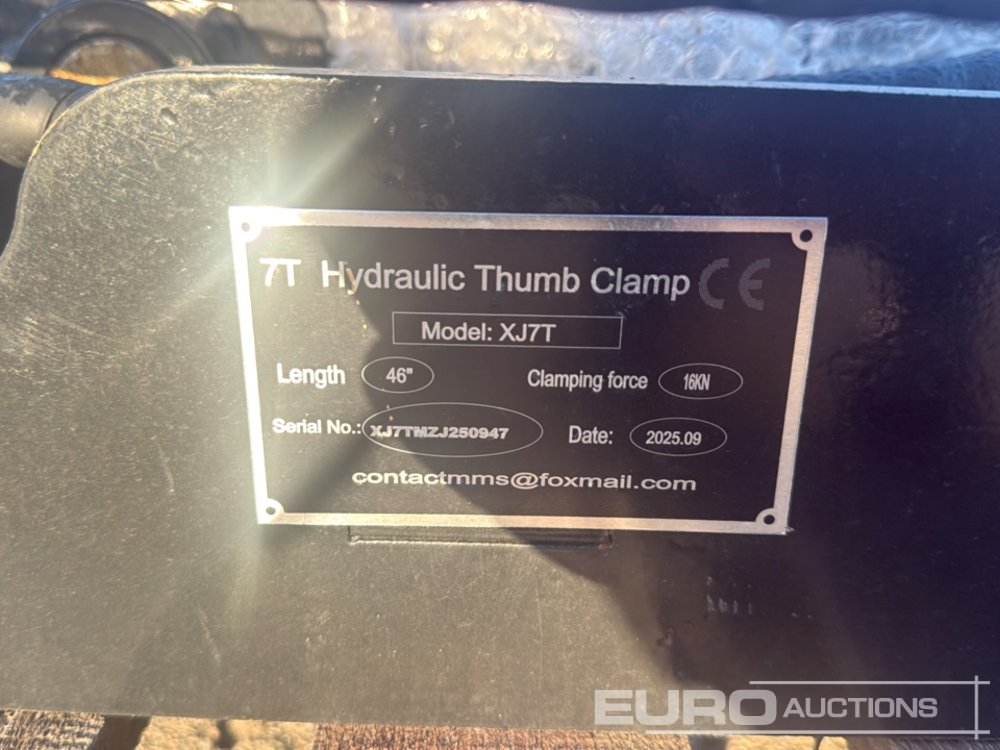 7T Hydraulic Thumb Clamp CE
Model: XJ7T
Length 46" Clamping force 16KN
Serial No.: XJ7TMZJ250947 Date: 2025.09
contactmms@foxmail.com
EURO AUCTIONS